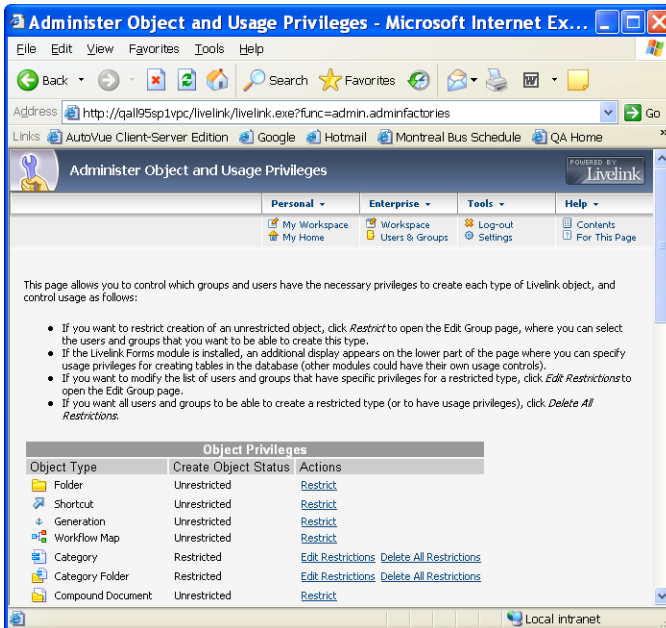 Administer Object and Usage Privileges - Microsoft Internet Ex...
File Edit View Favorites Tools Help
Back Search Favorites
Address http://qall95sp1vpc/livelink/livelink.exe?func=admin.adminfactories Go
Links AutoVue Client-Server Edition Google Hotmail Montreal Bus Schedule QA Home »
Administer Object and Usage Privileges POWERED BY Livelink
Personal Enterprise Tools Help
My Workspace Workspace Log-out Contents
My Home Users & Groups Settings For This Page
This page allows you to control which groups and users have the necessary privileges to create each type of Livelink object, and
control usage as follows:
• If you want to restrict creation of an unrestricted object, click Restrict to open the Edit Group page, where you can select
the users and groups that you want to be able to create this type.
• If the Livelink Forms module is installed, an additional display appears on the lower part of the page where you can specify
usage privileges for creating tables in the database (other modules could have their own usage controls).
• If you want to modify the list of users and groups that have specific privileges for a restricted type, click Edit Restrictions to
open the Edit Group page.
• If you want all users and groups to be able to create a restricted type (or to have usage privileges), click Delete All
Restrictions.
Object Privileges
Object Type Create Object Status Actions
Folder Unrestricted Restrict
Shortcut Unrestricted Restrict
Generation Unrestricted Restrict
Workflow Map Unrestricted Restrict
Category Restricted Edit Restrictions Delete All Restrictions
Category Folder Restricted Edit Restrictions Delete All Restrictions
Compound Document Unrestricted Restrict
Local intranet